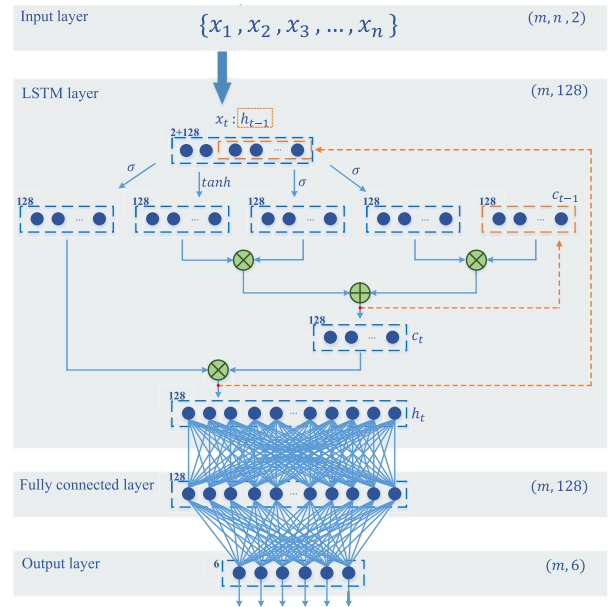 Input layer {x₁ , x₂ , x₃ , … , xₙ } (m, n , 2)
LSTM layer (m, 128)
xₜ : hₜ₋₁
2+128 ...
σ tanh σ σ
128 128 128 128 128 cₜ₋₁
... ... ... ... ...
128
... cₜ
128
... hₜ
128
Fully connected layer ... (m, 128)
Output layer 6 (m, 6)